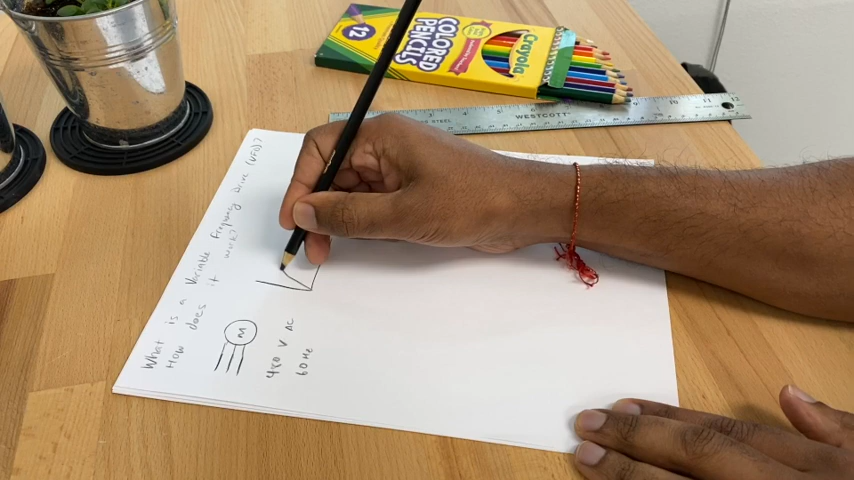 What is a Variable Frequency Drive (VFD)?
How does it work?
M
480 V AC
60 Hz
12
COLORED
PENCILS
Crayola
WESTCOTT